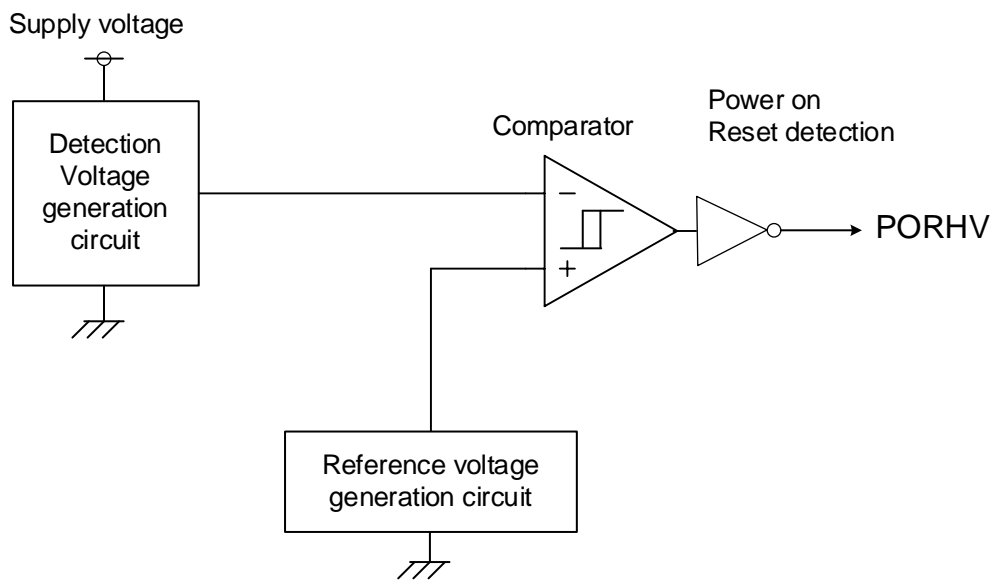 Supply voltage
Detection
Voltage
generation
circuit
Comparator
Power on
Reset detection
−
+
PORHV
Reference voltage
generation circuit